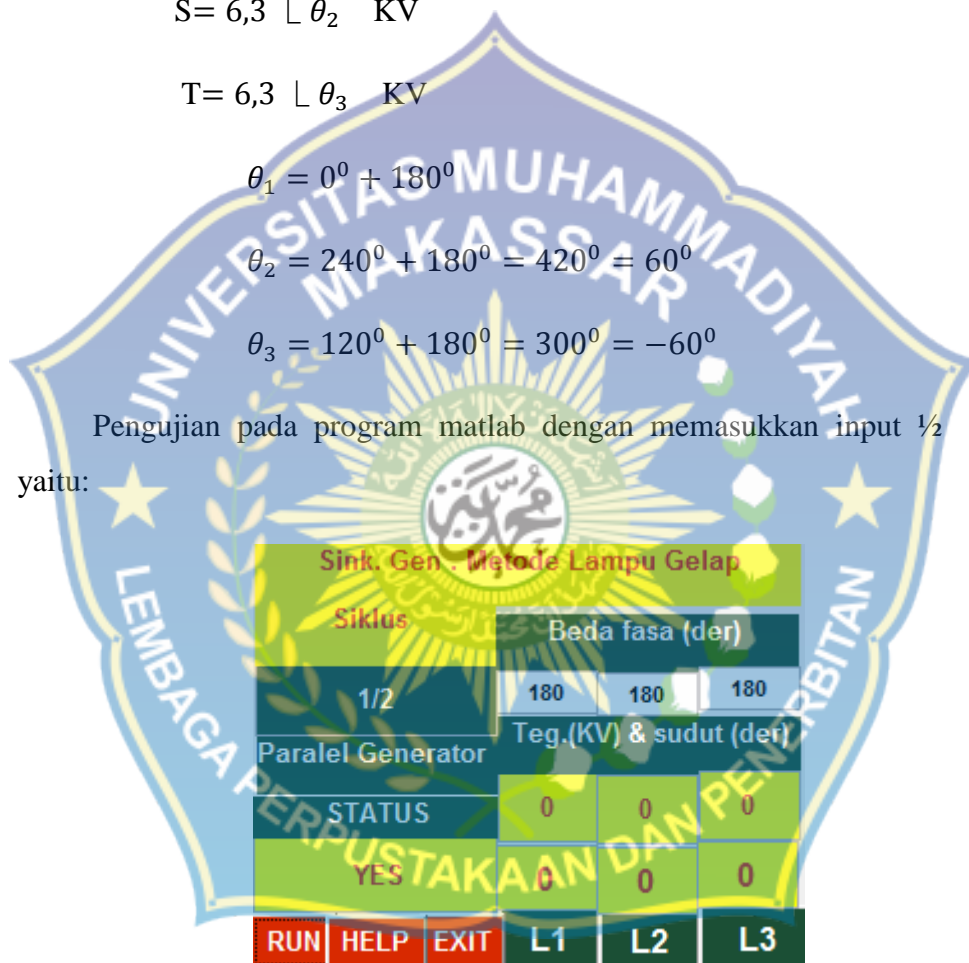 S= 6,3 ∟ θ₂ KV
T= 6,3 ∟ θ₃ KV
θ₁ = 0⁰ + 180⁰
θ₂ = 240⁰ + 180⁰ = 420⁰ = 60⁰
θ₃ = 120⁰ + 180⁰ = 300⁰ = −60⁰
Pengujian pada program matlab dengan memasukkan input ½
yaitu:
Sink. Gen . Metode Lampu Gelap
Siklus
Beda fasa (der)
1/2 180 180 180
Teg.(KV) & sudut (der)
Paralel Generator
STATUS 0 0 0
YES 0 0 0
RUN HELP EXIT L1 L2 L3
UNIVERSITAS MUHAMMADIYAH
MAKASSAR
LEMBAGA PERPUSTAKAAN DAN PENERBITAN